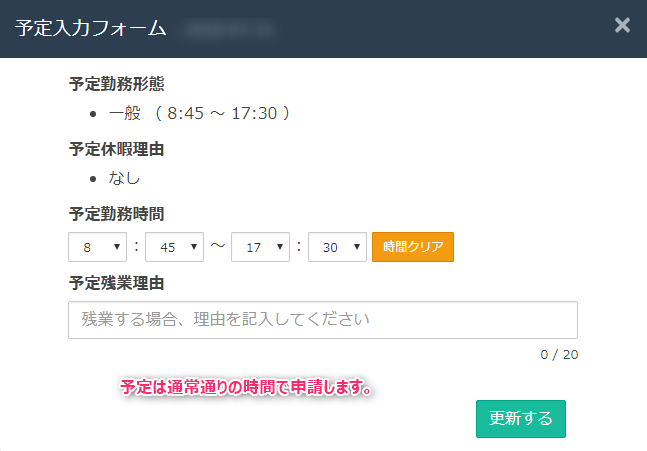 予定入力フォーム ×
予定勤務形態
• 一般 （ 8:45 ～ 17:30 ）
予定休暇理由
• なし
予定勤務時間
8 ▼ : 45 ▼ ～ 17 ▼ : 30 ▼ 時間クリア
予定残業理由
残業する場合、理由を記入してください
0 / 20
予定は通常通りの時間で申請します。
更新する